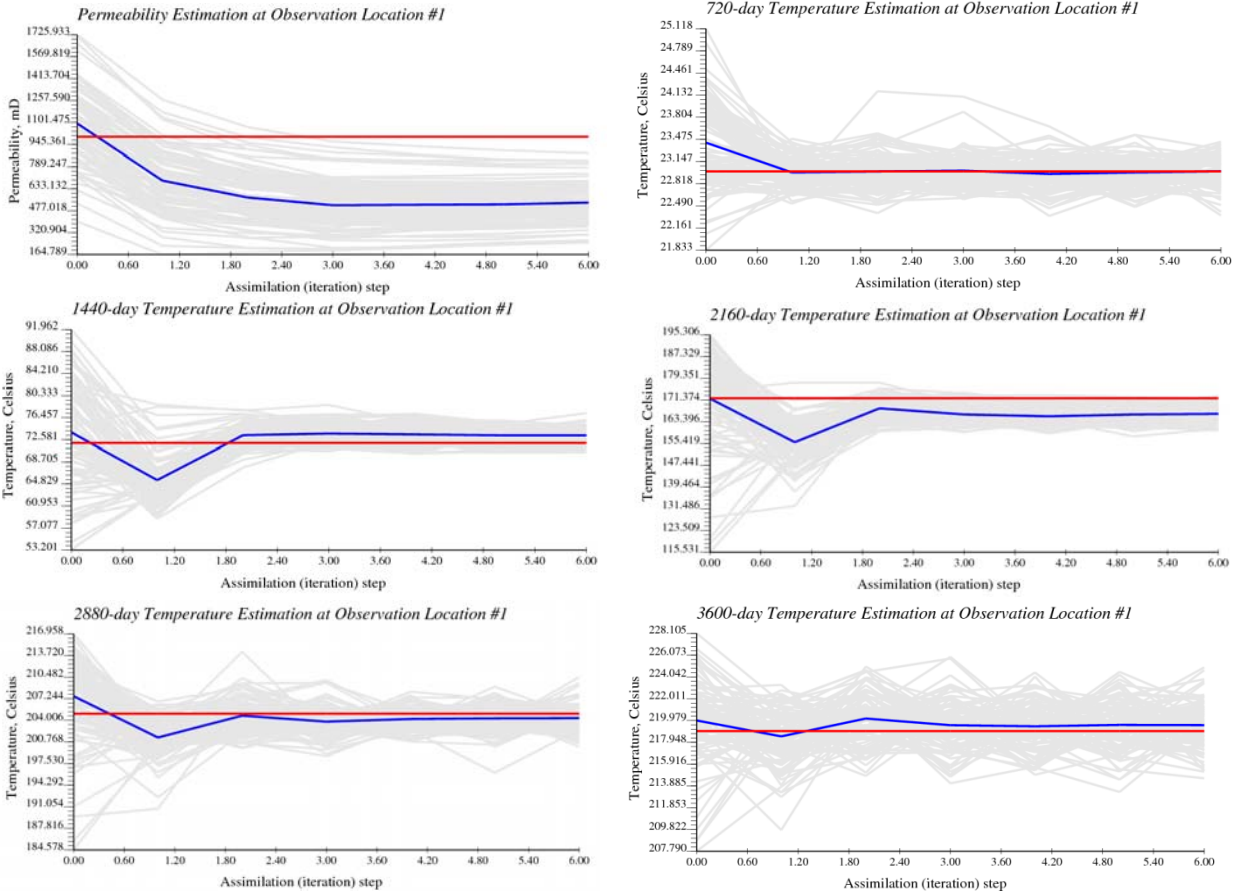 Permeability Estimation at Observation Location #1
1725.933
1569.819
1413.704
1257.590
1101.475
945.361
789.247
633.132
477.018
320.904
164.789
Permeability, mD
0.00 0.60 1.20 1.80 2.40 3.00 3.60 4.20 4.80 5.40 6.00
Assimilation (iteration) step
720-day Temperature Estimation at Observation Location #1
25.118
24.789
24.461
24.132
23.804
23.475
23.147
22.818
22.490
22.161
21.833
Temperature, Celsius
0.00 0.60 1.20 1.80 2.40 3.00 3.60 4.20 4.80 5.40 6.00
Assimilation (iteration) step
1440-day Temperature Estimation at Observation Location #1
91.962
88.086
84.210
80.333
76.457
72.581
68.705
64.829
60.953
57.077
53.201
Temperature, Celsius
0.00 0.60 1.20 1.80 2.40 3.00 3.60 4.20 4.80 5.40 6.00
Assimilation (iteration) step
2160-day Temperature Estimation at Observation Location #1
195.306
187.329
179.351
171.374
163.396
155.419
147.441
139.464
131.486
123.509
115.531
Temperature, Celsius
0.00 0.60 1.20 1.80 2.40 3.00 3.60 4.20 4.80 5.40 6.00
Assimilation (iteration) step
2880-day Temperature Estimation at Observation Location #1
216.958
213.720
210.482
207.244
204.006
200.768
197.530
194.292
191.054
187.816
184.578
Temperature, Celsius
0.00 0.60 1.20 1.80 2.40 3.00 3.60 4.20 4.80 5.40 6.00
Assimilation (iteration) step
3600-day Temperature Estimation at Observation Location #1
228.105
226.073
224.042
222.011
219.979
217.948
215.916
213.885
211.853
209.822
207.790
Temperature, Celsius
0.00 0.60 1.20 1.80 2.40 3.00 3.60 4.20 4.80 5.40 6.00
Assimilation (iteration) step